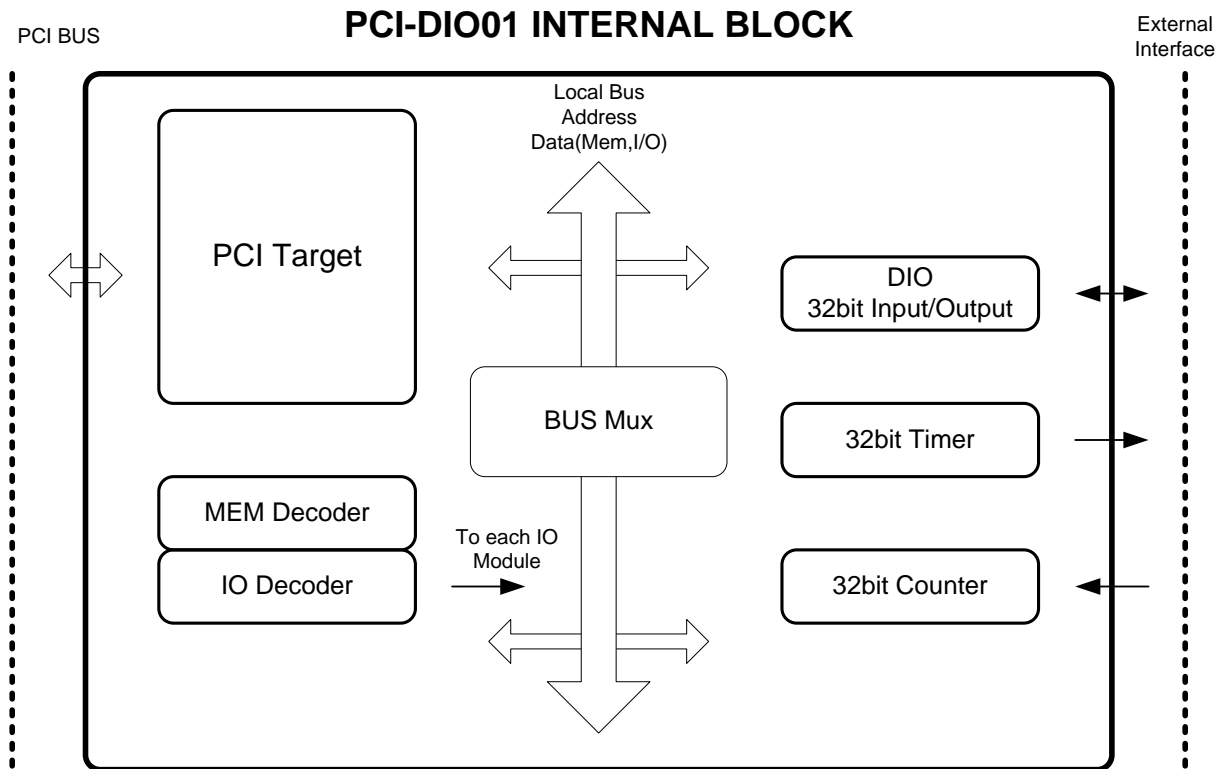 PCI-DIO01 INTERNAL BLOCK
PCI BUS
External
Interface
Local Bus
Address
Data(Mem,I/O)
PCI Target
DIO
32bit Input/Output
BUS Mux
32bit Timer
MEM Decoder
To each IO
Module
IO Decoder
32bit Counter